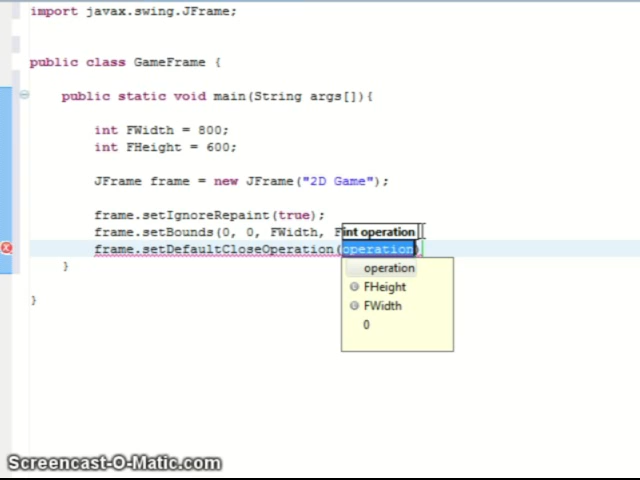 import javax.swing.JFrame;
public class GameFrame {
public static void main(String args[]){
int FWidth = 800;
int FHeight = 600;
JFrame frame = new JFrame("2D Game");
frame.setIgnoreRepaint(true);
frame.setBounds(0, 0, FWidth, F
int operation
frame.setDefaultCloseOperation(operation)
operation
FHeight
FWidth
0
}
}
Screencast-O-Matic.com